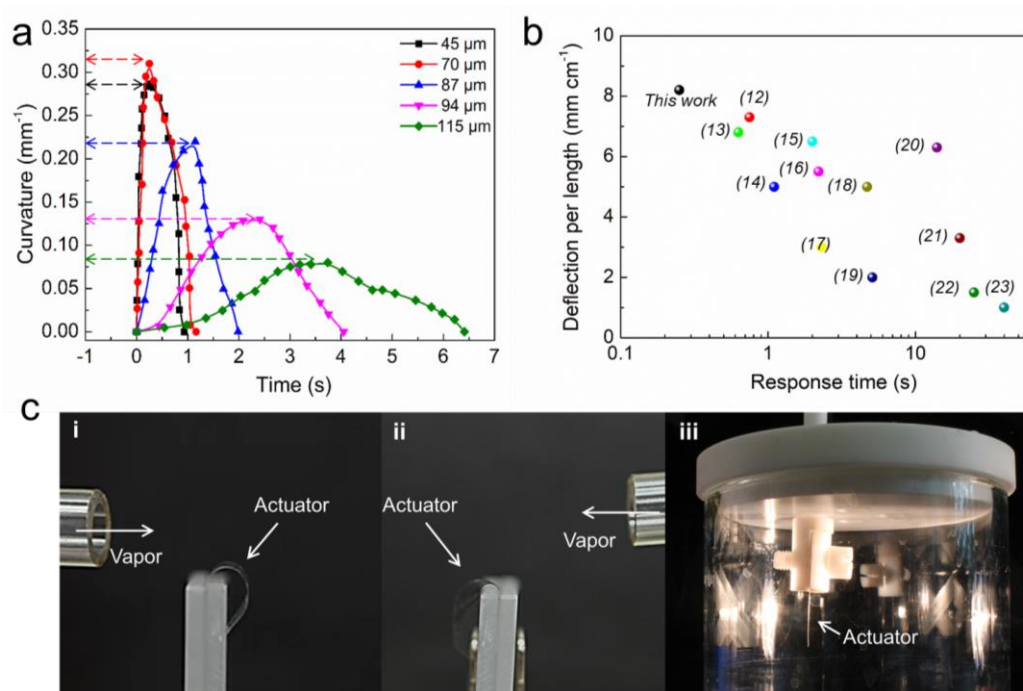 a
0.35
0.30
0.25
0.20
0.15
0.10
0.05
0.00
Curvature (mm⁻¹)
-1 0 1 2 3 4 5 6 7
Time (s)
45 μm
70 μm
87 μm
94 μm
115 μm
b
10
8
6
4
2
0
Deflection per length (mm cm⁻¹)
0.1 1 10
Response time (s)
This work
(12)
(13)
(15)
(20)
(16)
(14)
(18)
(17)
(21)
(19)
(22)
(23)
c
i
Actuator
Vapor
ii
Actuator
Vapor
iii
Actuator